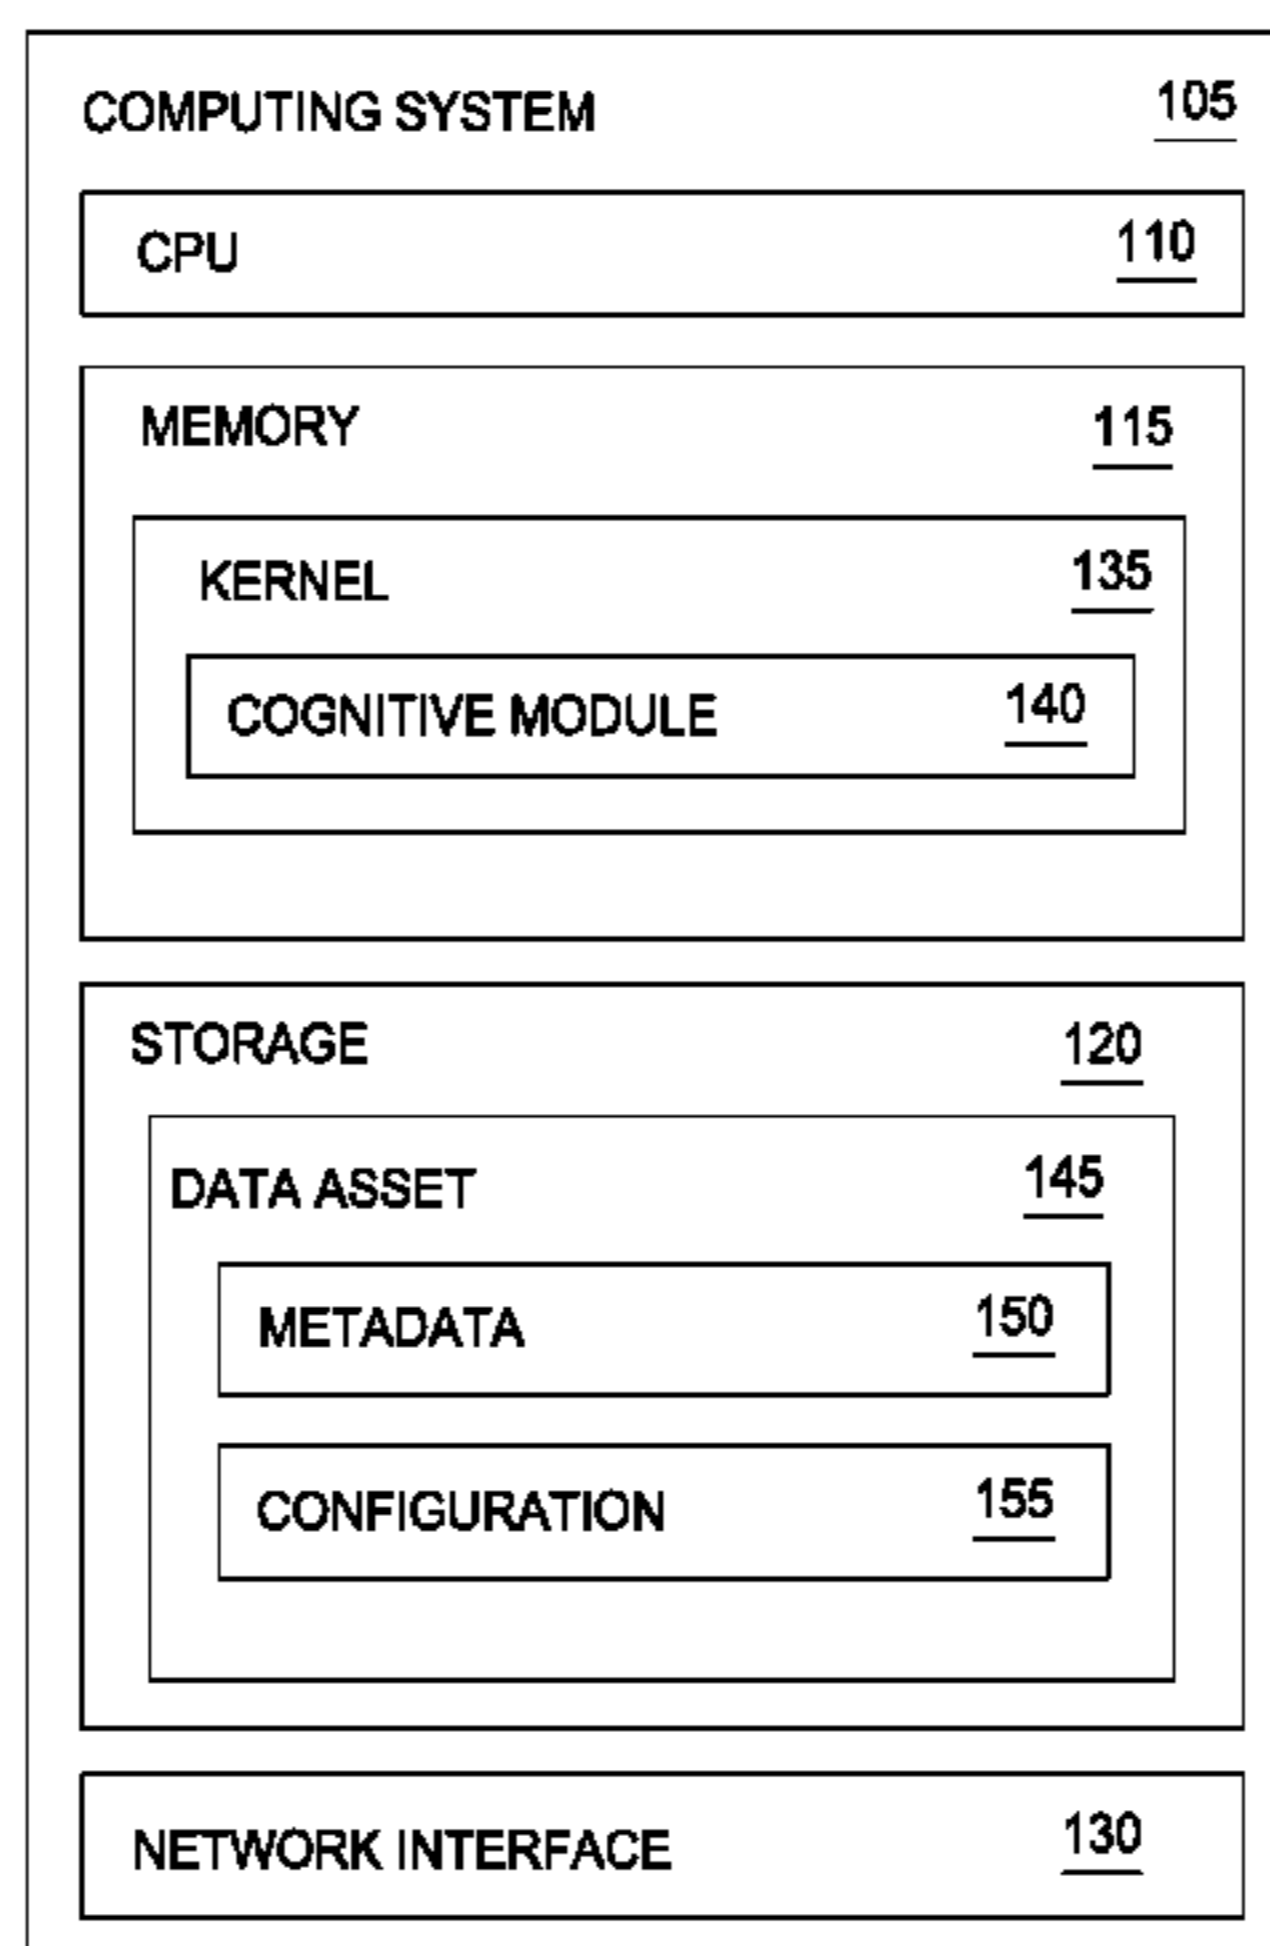 COMPUTING SYSTEM 105
CPU 110
MEMORY 115
KERNEL 135
COGNITIVE MODULE 140
STORAGE 120
DATA ASSET 145
METADATA 150
CONFIGURATION 155
NETWORK INTERFACE 130